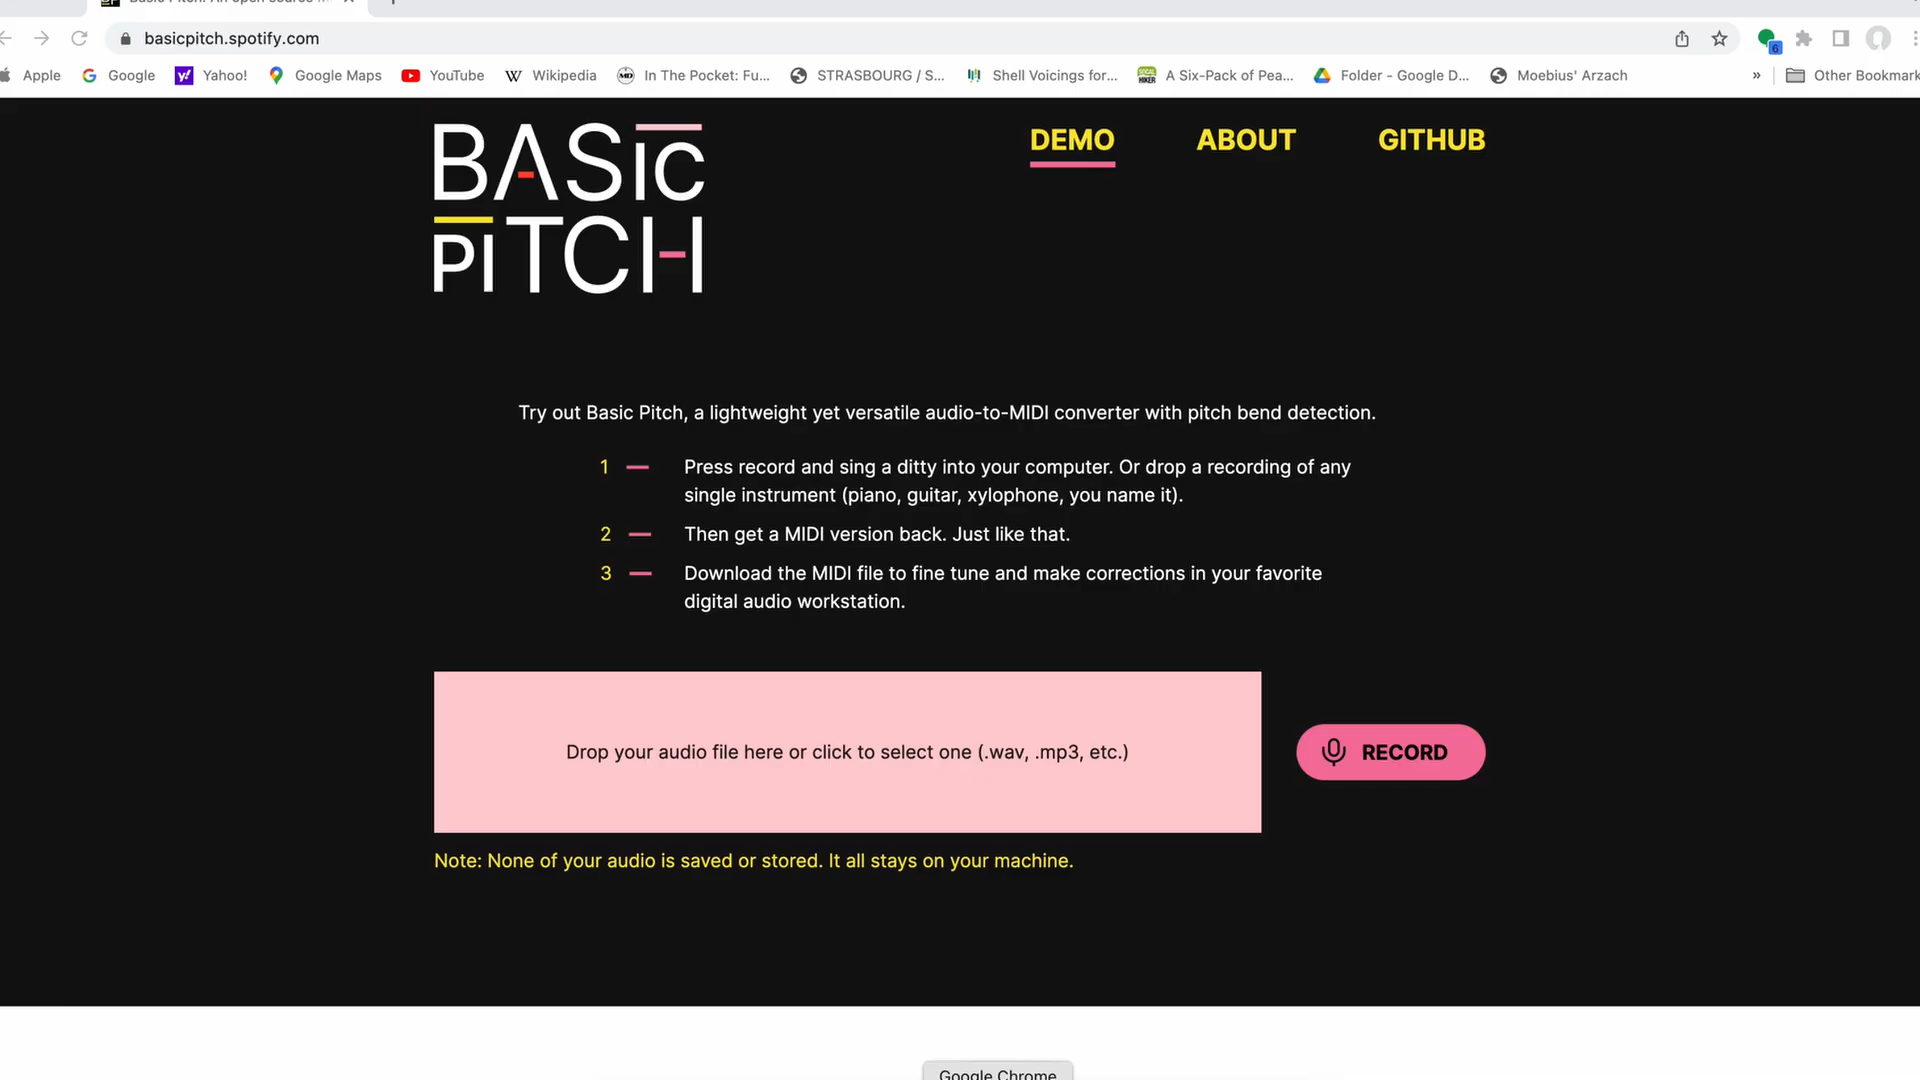 basicpitch.spotify.com
Apple Google Yahoo! Google Maps YouTube Wikipedia In The Pocket: Fu... STRASBOURG / S... Shell Voicings for... A Six-Pack of Pea... Folder - Google D... Moebius' Arzach » Other Bookmark
BASIC
PITCH
DEMO ABOUT GITHUB
Try out Basic Pitch, a lightweight yet versatile audio-to-MIDI converter with pitch bend detection.
1 — Press record and sing a ditty into your computer. Or drop a recording of any
single instrument (piano, guitar, xylophone, you name it).
2 — Then get a MIDI version back. Just like that.
3 — Download the MIDI file to fine tune and make corrections in your favorite
digital audio workstation.
Drop your audio file here or click to select one (.wav, .mp3, etc.)
RECORD
Note: None of your audio is saved or stored. It all stays on your machine.
Google Chrome